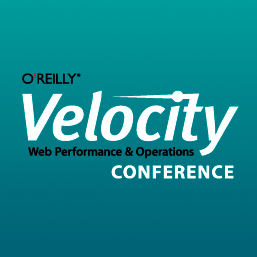 O'REILLY®
Velocity
Web Performance & Operations
CONFERENCE